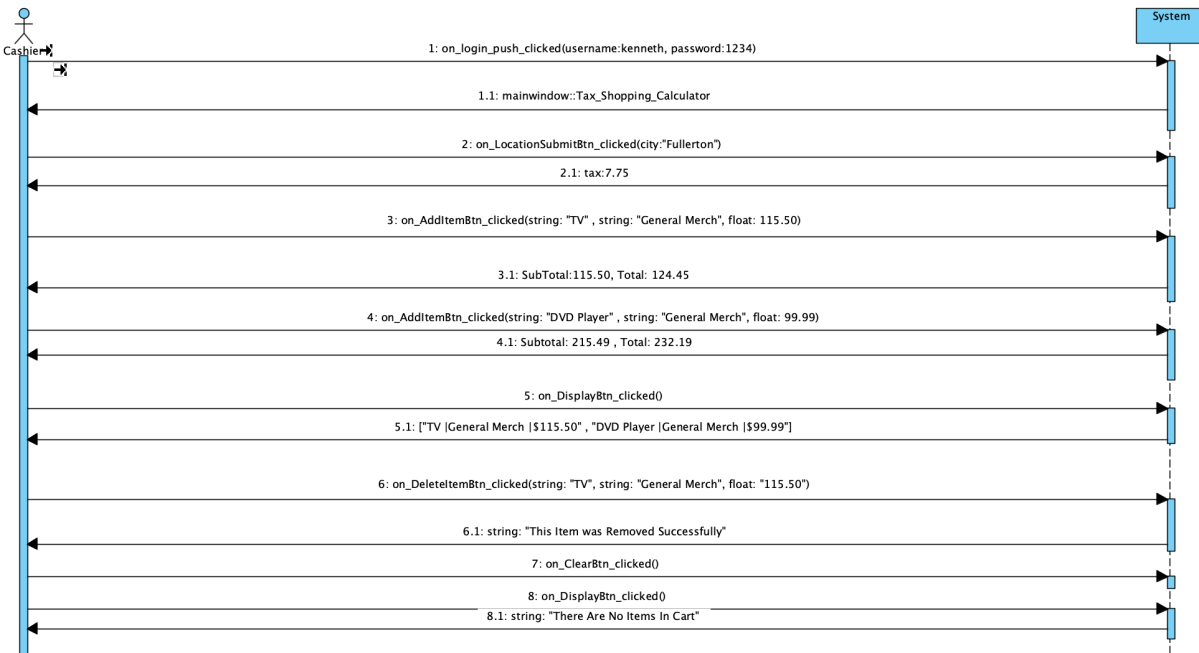 System
Cashier
1: on_login_push_clicked(username:kenneth, password:1234)
1.1: mainwindow::Tax_Shopping_Calculator
2: on_LocationSubmitBtn_clicked(city:"Fullerton")
2.1: tax:7.75
3: on_AddItemBtn_clicked(string: "TV" , string: "General Merch", float: 115.50)
3.1: SubTotal:115.50, Total: 124.45
4: on_AddItemBtn_clicked(string: "DVD Player" , string: "General Merch", float: 99.99)
4.1: Subtotal: 215.49 , Total: 232.19
5: on_DisplayBtn_clicked()
5.1: ["TV |General Merch |$115.50" , "DVD Player |General Merch |$99.99"]
6: on_DeleteItemBtn_clicked(string: "TV", string: "General Merch", float: "115.50")
6.1: string: "This Item was Removed Successfully"
7: on_ClearBtn_clicked()
8: on_DisplayBtn_clicked()
8.1: string: "There Are No Items In Cart"